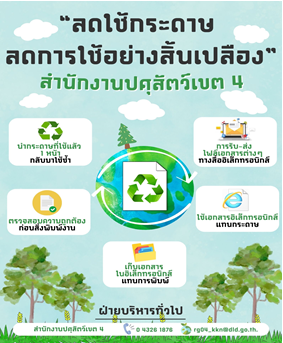 “ลดใช้กระดาษ
ลดการใช้อย่างสิ้นเปลือง”
สำนักงานปศุสัตว์เขต 4
นำกระดาษที่ใช้แล้ว
1 หน้า
กลับมาใช้ซ้ำ
การรับ-ส่ง
ไฟล์เอกสารต่างๆ
ทางสื่ออิเล็กทรอนิกส์
ตรวจสอบความถูกต้อง
ก่อนสั่งพิมพ์งาน
ใช้เอกสารอิเล็กทรอนิกส์
แทนกระดาษ
เก็บเอกสาร
ในอิเล็กทรอนิกส์
แทนการพิมพ์
ฝ่ายบริหารทั่วไป
สำนักงานปศุสัตว์เขต 4
0 4326 1878
rg04_kkn@dld.go.th.